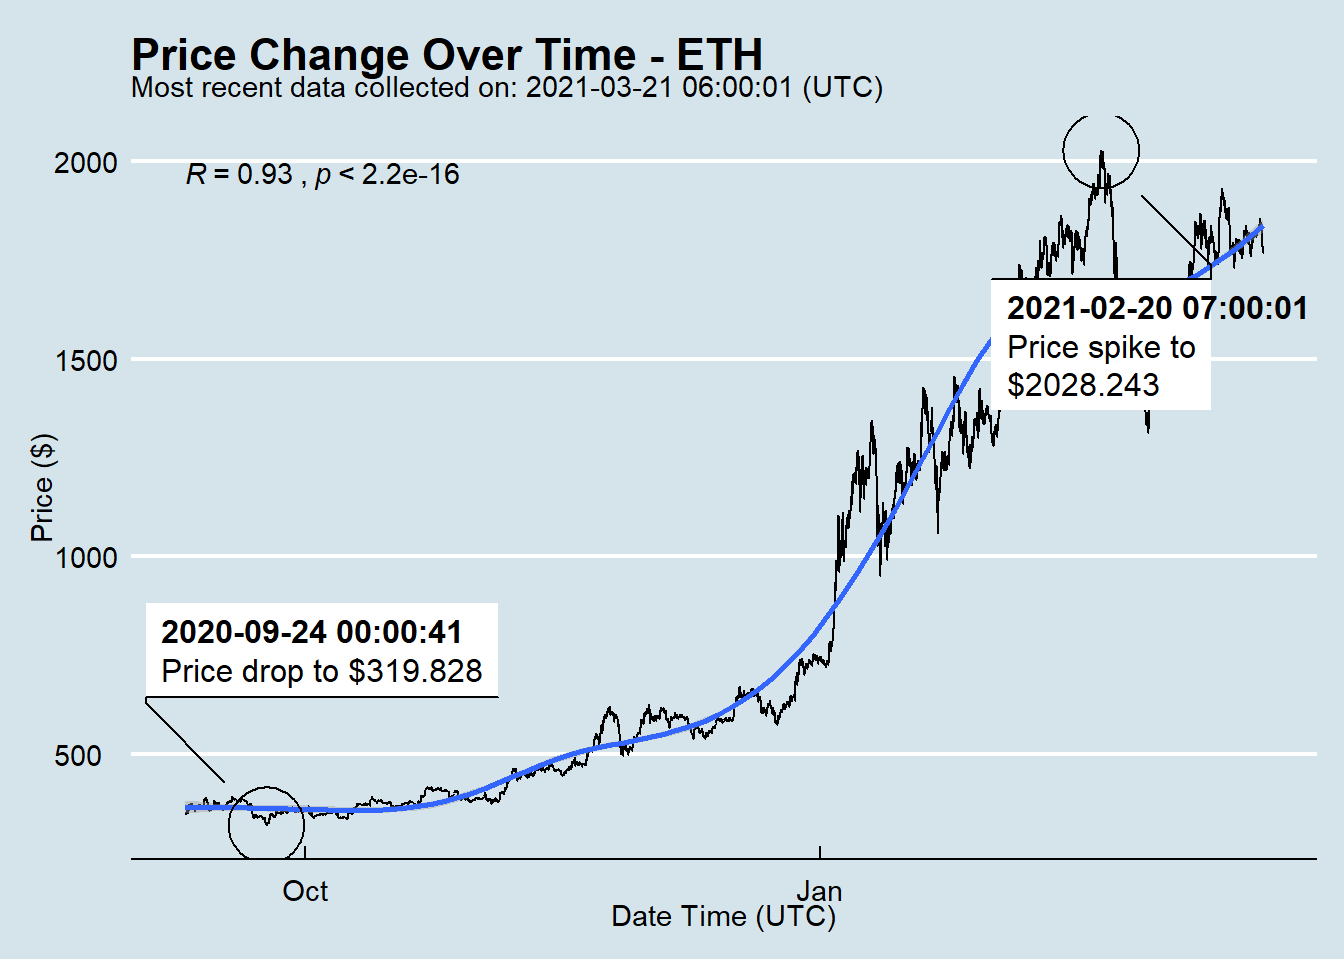 Price Change Over Time - ETH
Most recent data collected on: 2021-03-21 06:00:01 (UTC)
R = 0.93 , p < 2.2e-16
2000
1500
1000
500
Price ($)
2021-02-20 07:00:01
Price spike to
$2028.243
2020-09-24 00:00:41
Price drop to $319.828
Oct
Jan
Date Time (UTC)